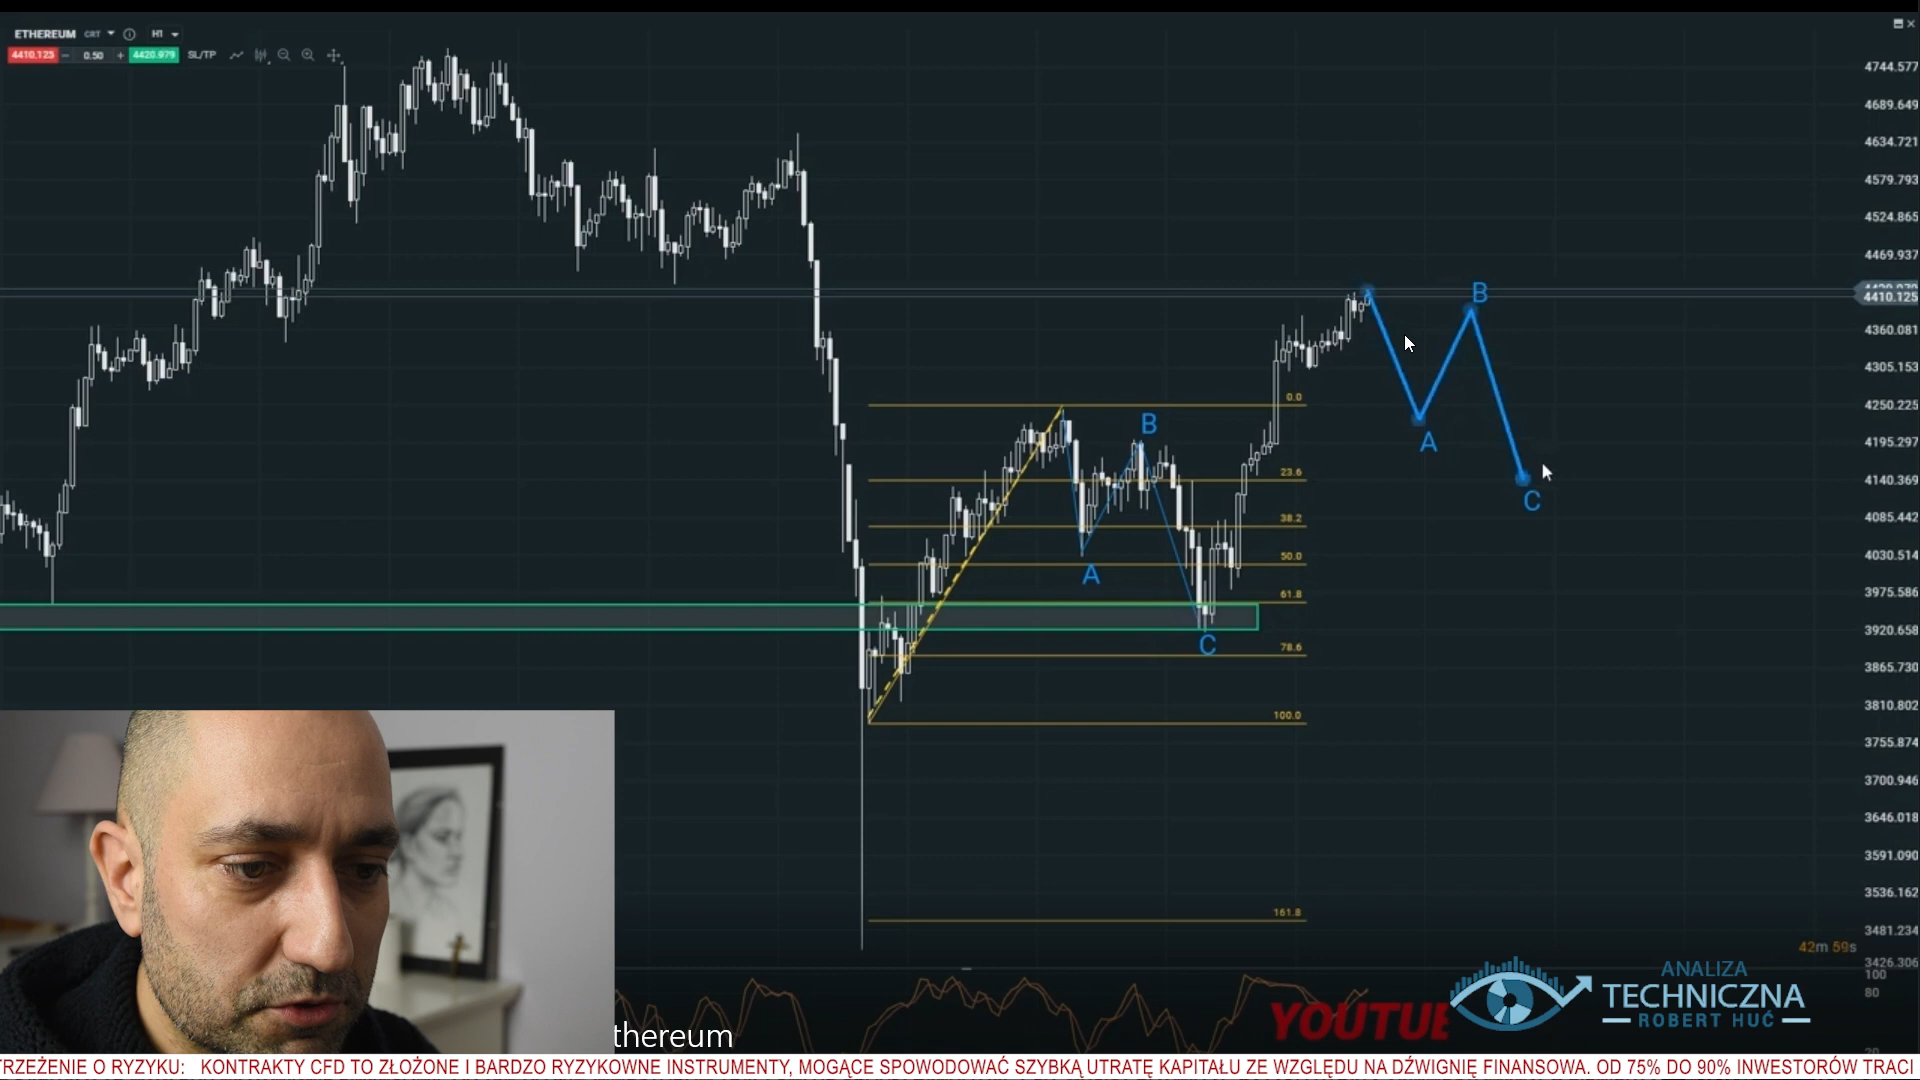 ETHEREUM CRT H1
4410.123 0.50 4420.979 SL/TP
4744.577
4689.649
4634.721
4579.793
4524.865
4469.937
4410.125
4360.081
4305.153
4250.225
4195.297
4140.369
4085.442
4030.514
3975.586
3920.658
3865.730
3810.802
3755.874
3700.946
3646.018
3591.090
3536.162
3481.234
3426.306
100
80
B
A
C
B
A
C
0.0
23.6
38.2
50.0
61.8
78.6
100.0
161.8
42m 59s
ANALIZA
TECHNICZNA
ROBERT HUĆ
YOUTUB
thereum
TRZEŻENIE O RYZYKU: KONTRAKTY CFD TO ZŁOŻONE I BARDZO RYZYKOWNE INSTRUMENTY, MOGĄCE SPOWODOWAĆ SZYBKĄ UTRATĘ KAPITAŁU ZE WZGLĘDU NA DŹWIGNIĘ FINANSOWĄ. OD 75% DO 90% INWESTORÓW TRACI